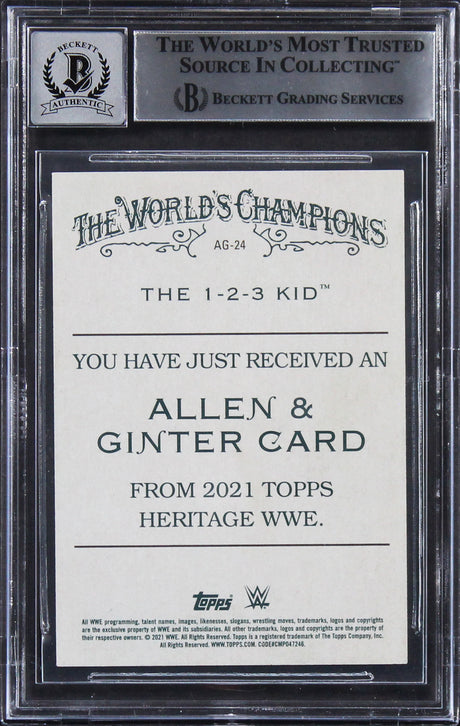 BECKETT
B
AUTHENTIC
THE WORLD'S MOST TRUSTED
SOURCE IN COLLECTING™
B BECKETT GRADING SERVICES
THE WORLD'S CHAMPIONS
AG-24
THE 1-2-3 KID™
YOU HAVE JUST RECEIVED AN
ALLEN &
GINTER CARD
FROM 2021 TOPPS
HERITAGE WWE.
Topps W
All WWE programming, talent names, images, likenesses, slogans, wrestling moves, trademarks, logos and copyrights
are the exclusive property of WWE and its subsidiaries. All other trademarks, logos and copyrights are the property of
their respective owners. © 2021 WWE. All Rights Reserved. Topps is a registered trademark of The Topps Company, Inc.
All Rights Reserved. WWW.TOPPS.COM. CODE#CMP047246.